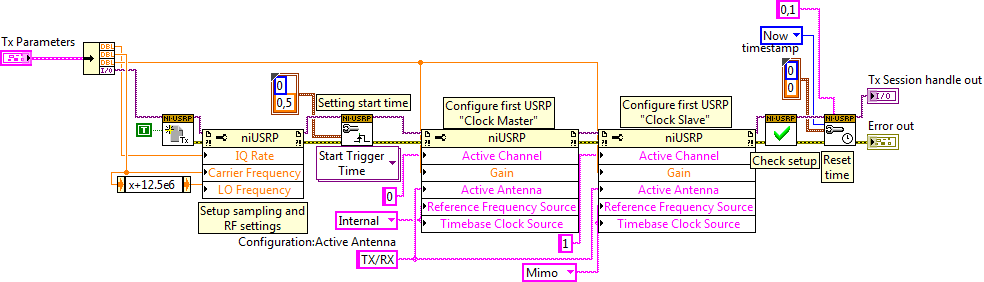 Tx Parameters
DBL
DBL
DBL
I/O
T
NI-USRP
Tx
niUSRP
IQ Rate
Carrier Frequency
LO Frequency
x+12.5e6
Setup sampling and
RF settings
0
0,5
Setting start time
NI-USRP
Start Trigger
Time
Configure first USRP
"Clock Master"
niUSRP
Active Channel
Gain
Active Antenna
Reference Frequency Source
Timebase Clock Source
0
Internal
Configuration:Active Antenna
TX/RX
Configure first USRP
"Clock Slave"
niUSRP
Active Channel
Gain
Active Antenna
Reference Frequency Source
Timebase Clock Source
1
Mimo
0,1
Now
timestamp
0
0
NI-USRP
Check setup
NI-USRP
Reset
time
Tx Session handle out
I/O
Error out